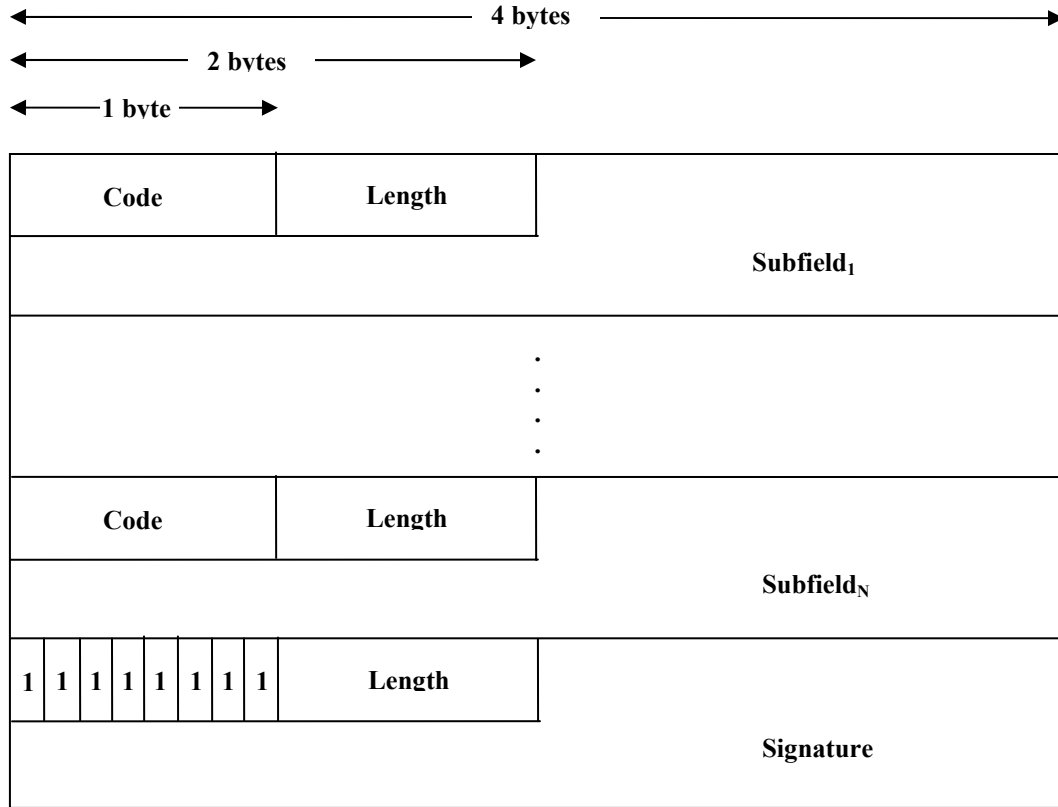 4 bytes
2 bytes
1 byte
Code Length
Subfield1
.
.
.
.
Code Length
SubfieldN
1 1 1 1 1 1 1 1 Length
Signature